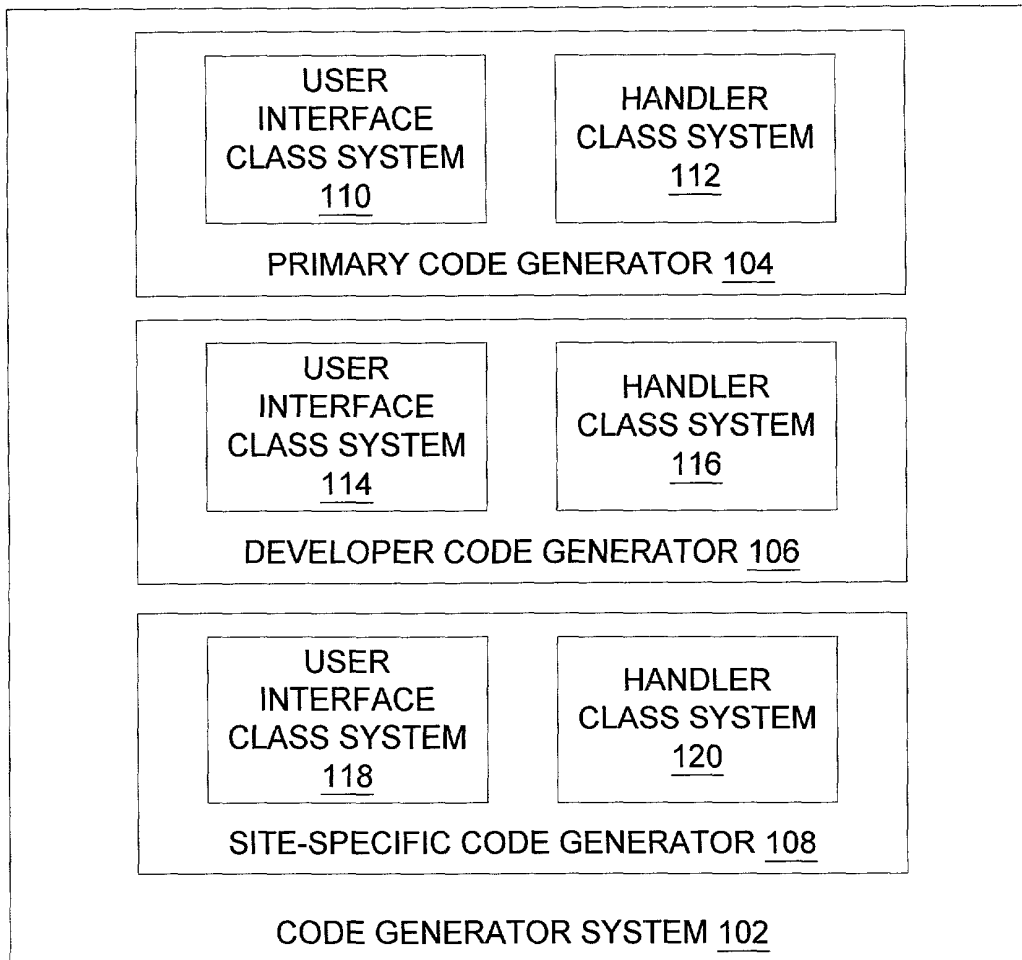 USER
INTERFACE
CLASS SYSTEM
110
HANDLER
CLASS SYSTEM
112
PRIMARY CODE GENERATOR 104
USER
INTERFACE
CLASS SYSTEM
114
HANDLER
CLASS SYSTEM
116
DEVELOPER CODE GENERATOR 106
USER
INTERFACE
CLASS SYSTEM
118
HANDLER
CLASS SYSTEM
120
SITE-SPECIFIC CODE GENERATOR 108
CODE GENERATOR SYSTEM 102